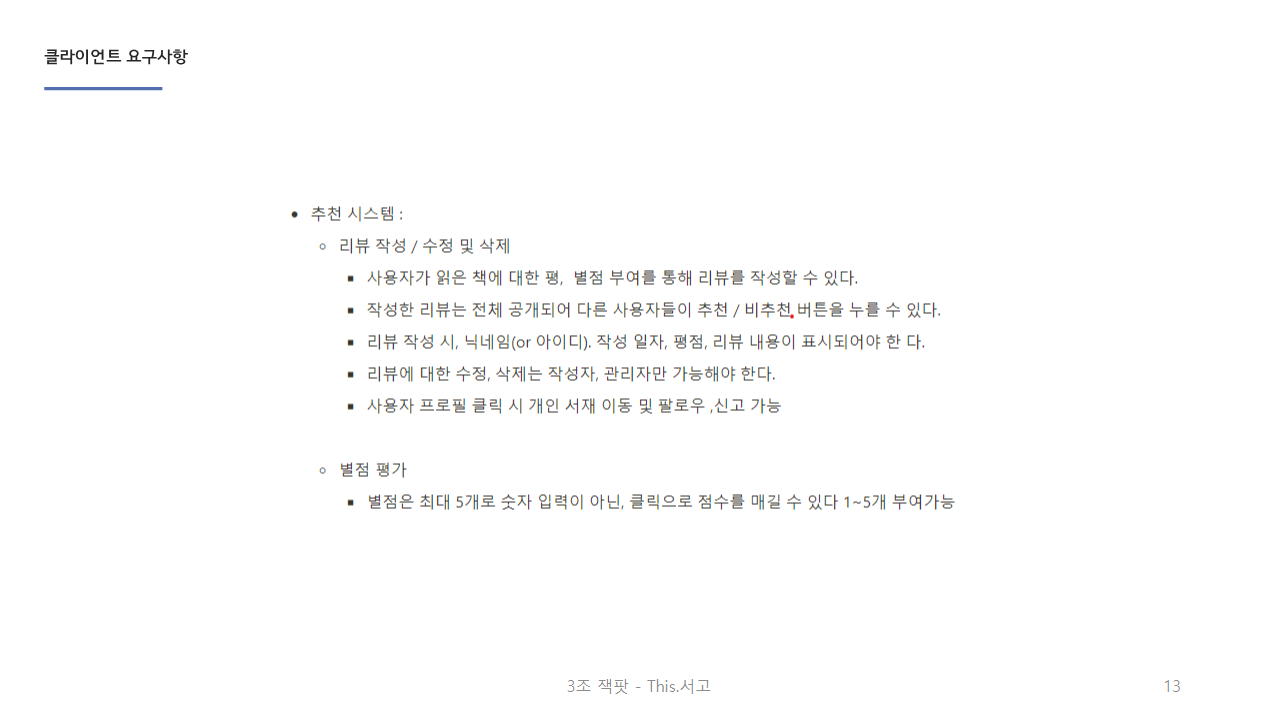 클라이언트 요구사항
• 추천 시스템 :
○ 리뷰 작성 / 수정 및 삭제
▪ 사용자가 읽은 책에 대한 평,  별점 부여를 통해 리뷰를 작성할 수 있다.
▪ 작성한 리뷰는 전체 공개되어 다른 사용자들이 추천 / 비추천 버튼을 누를 수 있다.
▪ 리뷰 작성 시, 닉네임(or 아이디). 작성 일자, 평점, 리뷰 내용이 표시되어야 한 다.
▪ 리뷰에 대한 수정, 삭제는 작성자, 관리자만 가능해야 한다.
▪ 사용자 프로필 클릭 시 개인 서재 이동 및 팔로우 ,신고 가능
○ 별점 평가
▪ 별점은 최대 5개로 숫자 입력이 아닌, 클릭으로 점수를 매길 수 있다 1~5개 부여가능
3조 잭팟 - This.서고
13